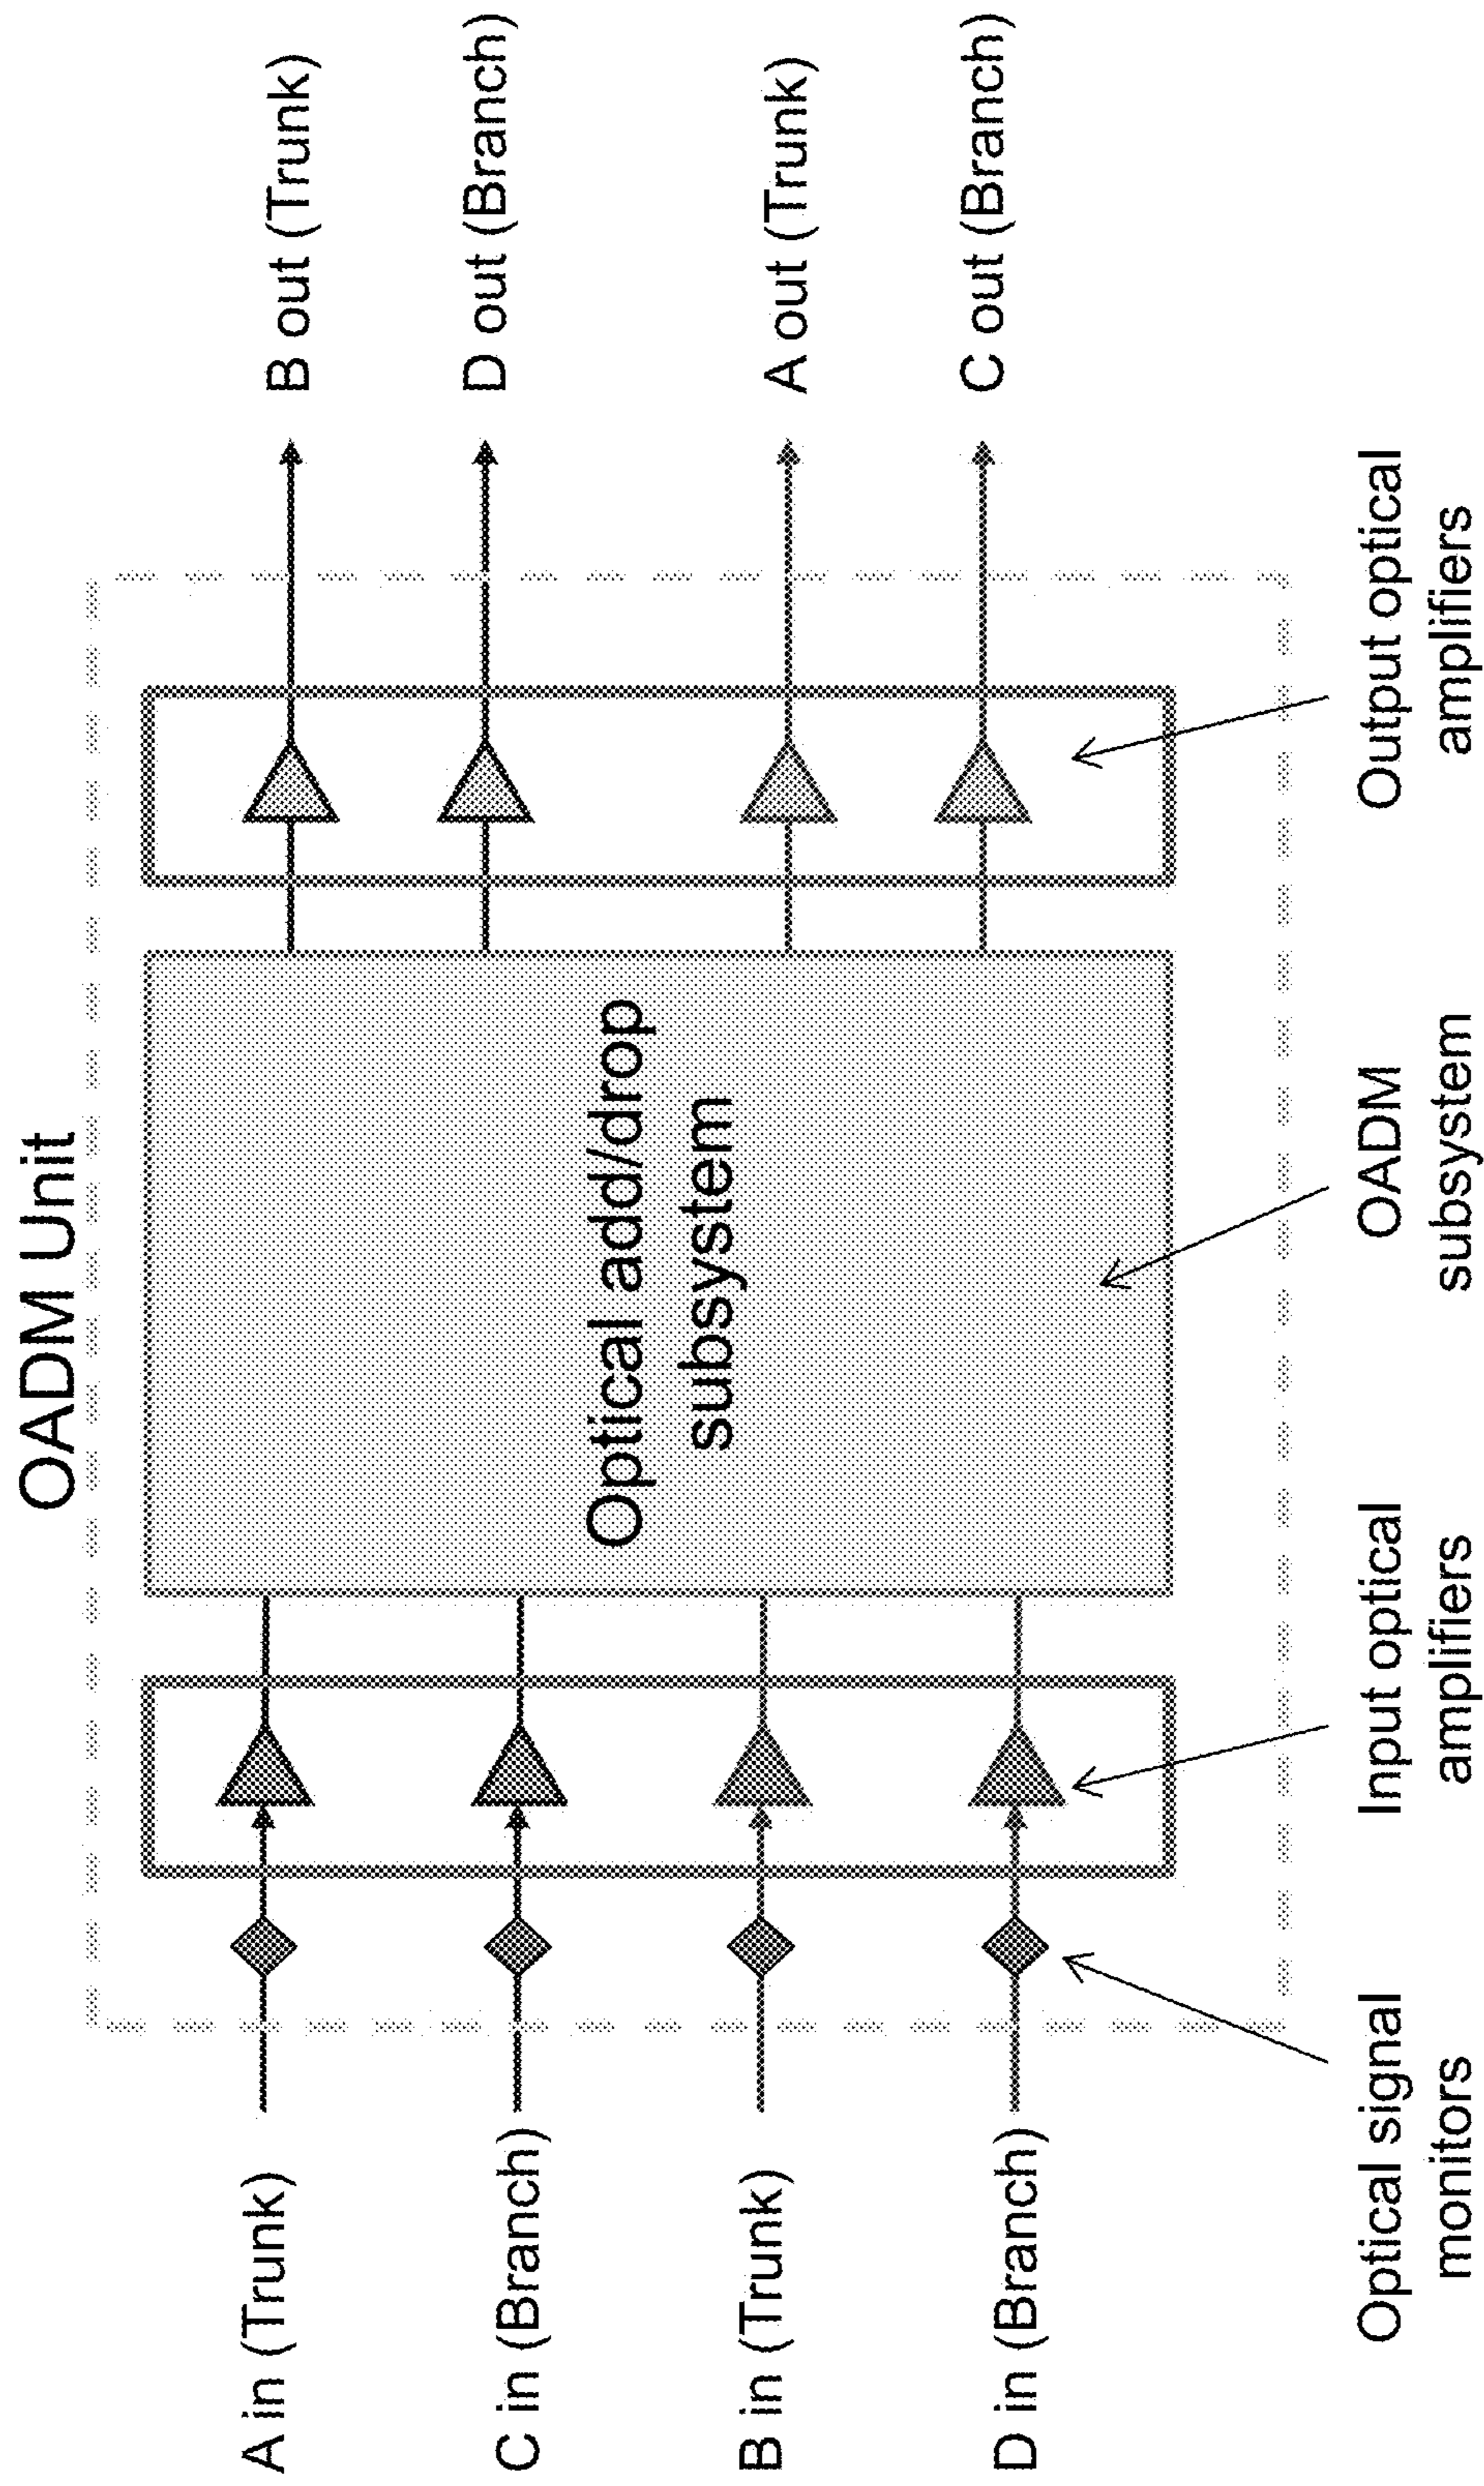 OADM Unit
A in (Trunk)
C in (Branch)
B in (Trunk)
D in (Branch)
Optical add/drop
subsystem
B out (Trunk)
D out (Branch)
A out (Trunk)
C out (Branch)
Optical signal
monitors
Input optical
amplifiers
OADM
subsystem
Output optical
amplifiers